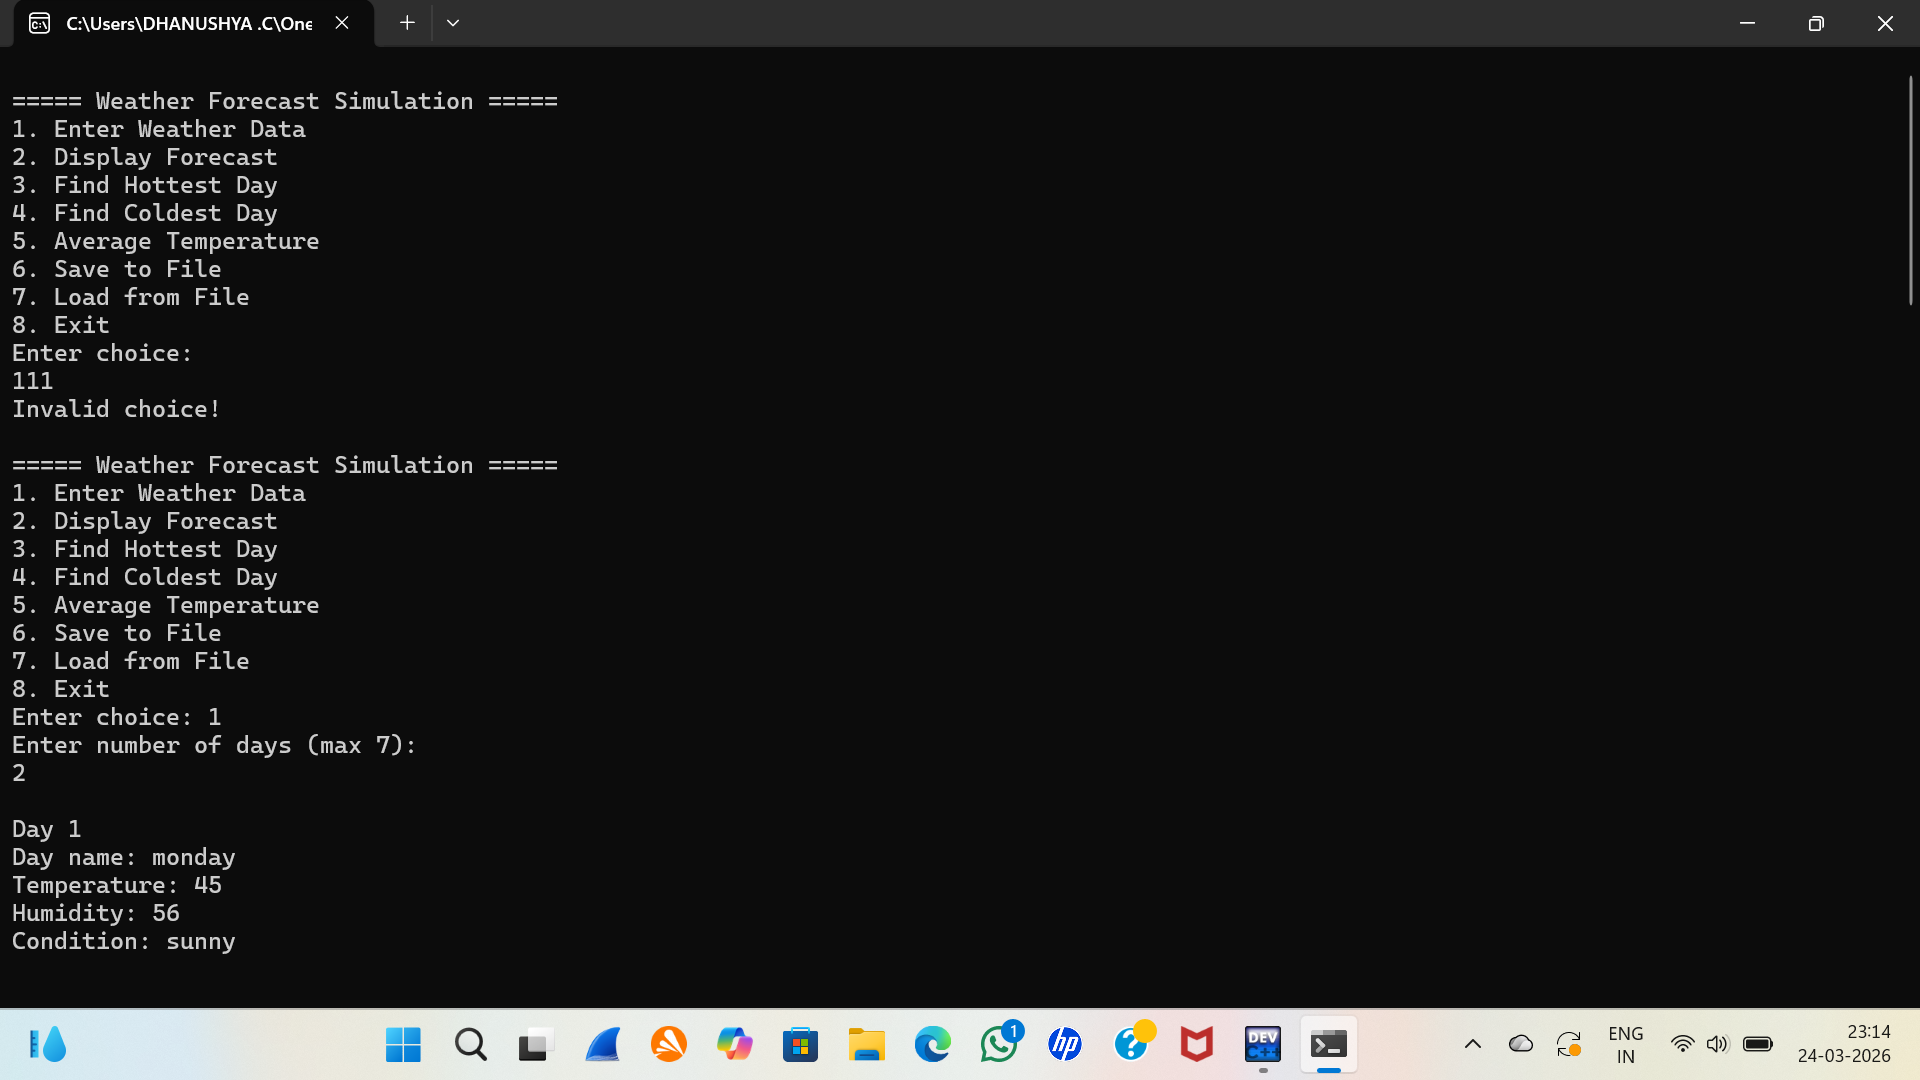 C:\Users\DHANUSHYA .C\One
===== Weather Forecast Simulation =====
1. Enter Weather Data
2. Display Forecast
3. Find Hottest Day
4. Find Coldest Day
5. Average Temperature
6. Save to File
7. Load from File
8. Exit
Enter choice:
111
Invalid choice!
===== Weather Forecast Simulation =====
1. Enter Weather Data
2. Display Forecast
3. Find Hottest Day
4. Find Coldest Day
5. Average Temperature
6. Save to File
7. Load from File
8. Exit
Enter choice: 1
Enter number of days (max 7):
2
Day 1
Day name: monday
Temperature: 45
Humidity: 56
Condition: sunny
1
hp
?
DEV
C++
ENG
IN
23:14
24-03-2026